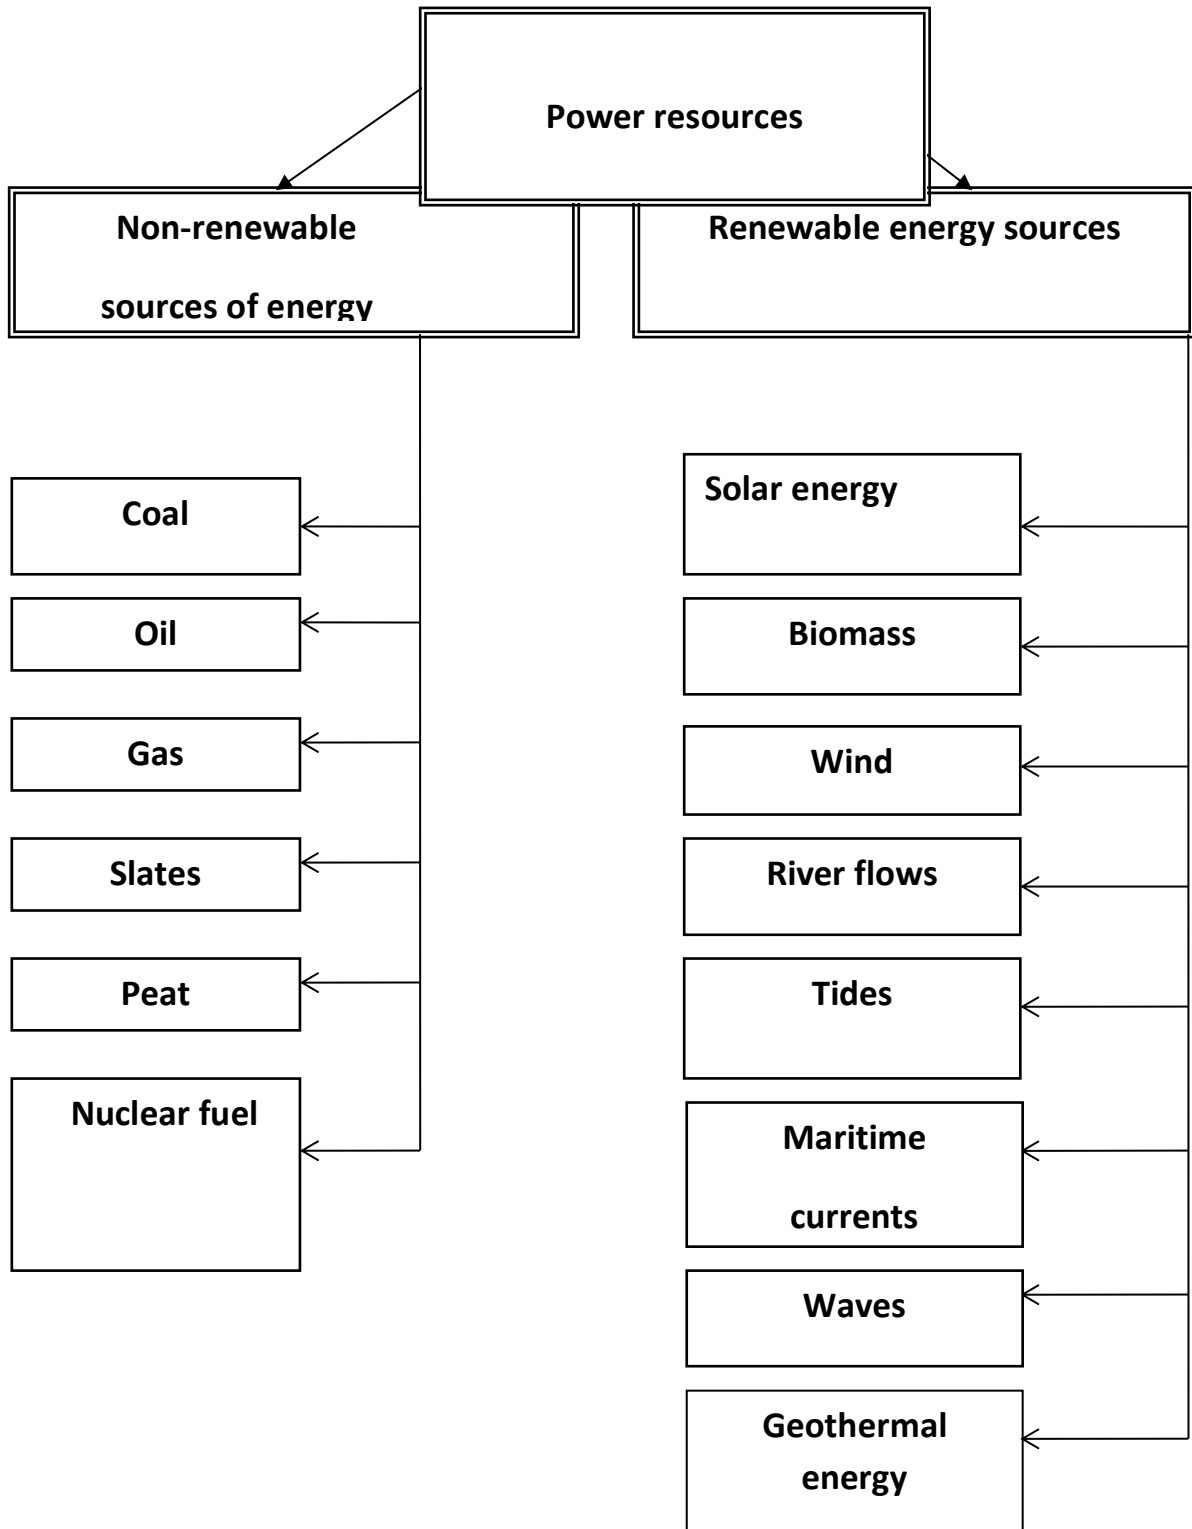 Power resources
Non-renewable
sources of energy
Renewable energy sources
Coal
Oil
Gas
Slates
Peat
Nuclear fuel
Solar energy
Biomass
Wind
River flows
Tides
Maritime
currents
Waves
Geothermal
energy